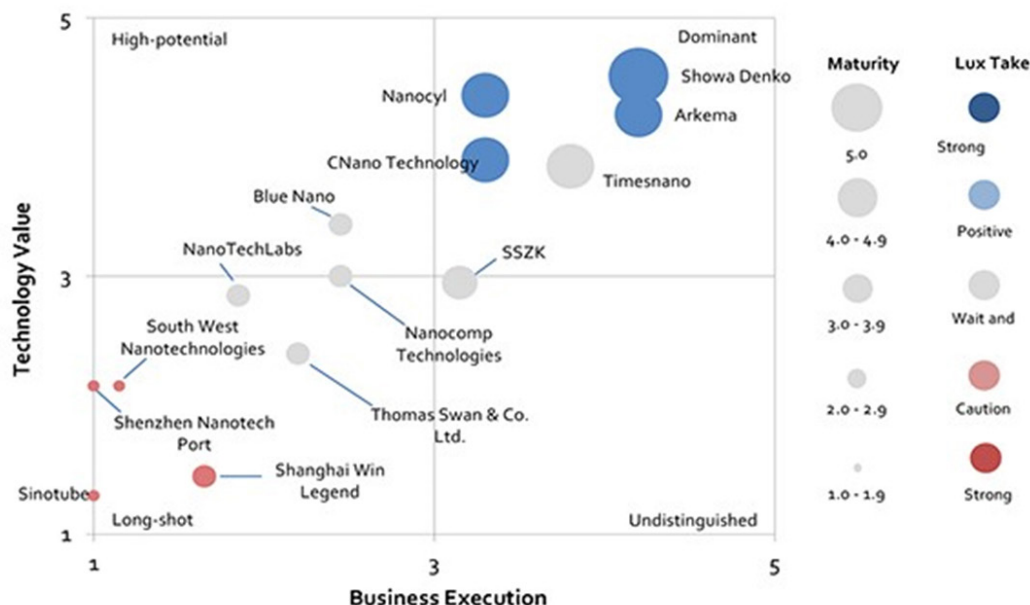 5
High-potential
Dominant
Showa Denko
Nanocyl
Arkema
CNano Technology
Timesnano
Blue Nano
NanoTechLabs
SSZK
3
South West
Nanotechnologies
Nanocomp
Technologies
Thomas Swan & Co.
Ltd.
Shenzhen Nanotech
Port
Shanghai Win
Legend
Sinotube
Long-shot
Undistinguished
1
1
3
5
Technology Value
Business Execution
Maturity
5.0
4.0 - 4.9
3.0 - 3.9
2.0 - 2.9
1.0 - 1.9
Lux Take
Strong
Positive
Wait and
Caution
Strong